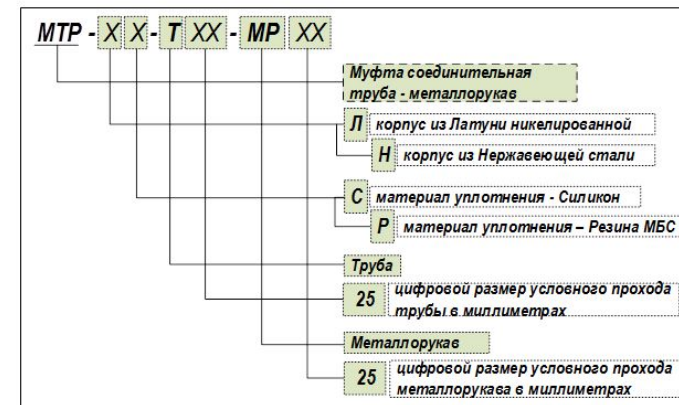 МТР - Х Х - Т ХХ - МР ХХ
Муфта соединительная
труба - металлорукав
Л корпус из Латуни никелированной
Н корпус из Нержавеющей стали
С материал уплотнения - Силикон
Р материал уплотнения – Резина МБС
Труба
25 цифровой размер условного прохода
трубы в миллиметрах
Металлорукав
25 цифровой размер условного прохода
металлорукава в миллиметрах